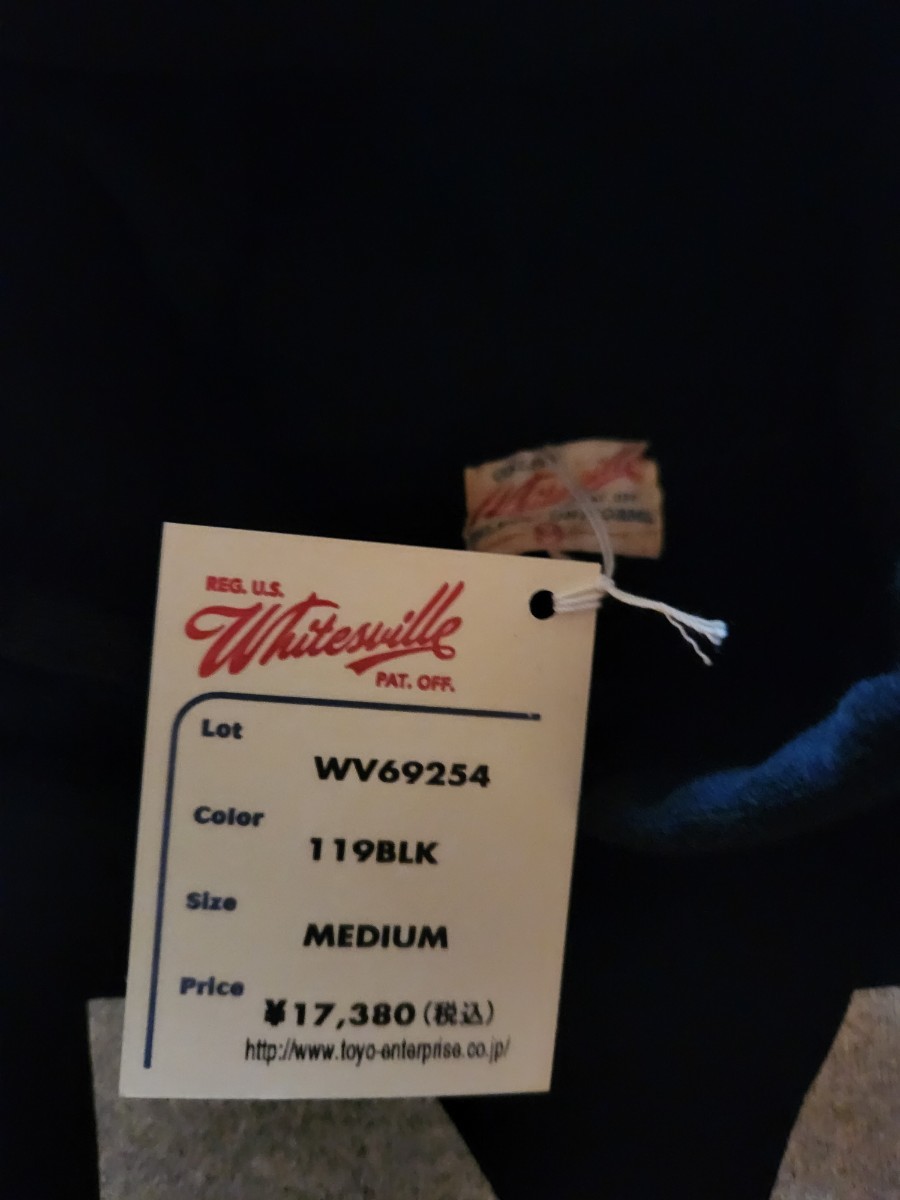 Whitesville
REG. U.S.
Whitesville
PAT. OFF.
Lot
WV69254
Color
119BLK
Size
MEDIUM
Price
¥17,380(税込)
http://www.toyo-enterprise.co.jp/